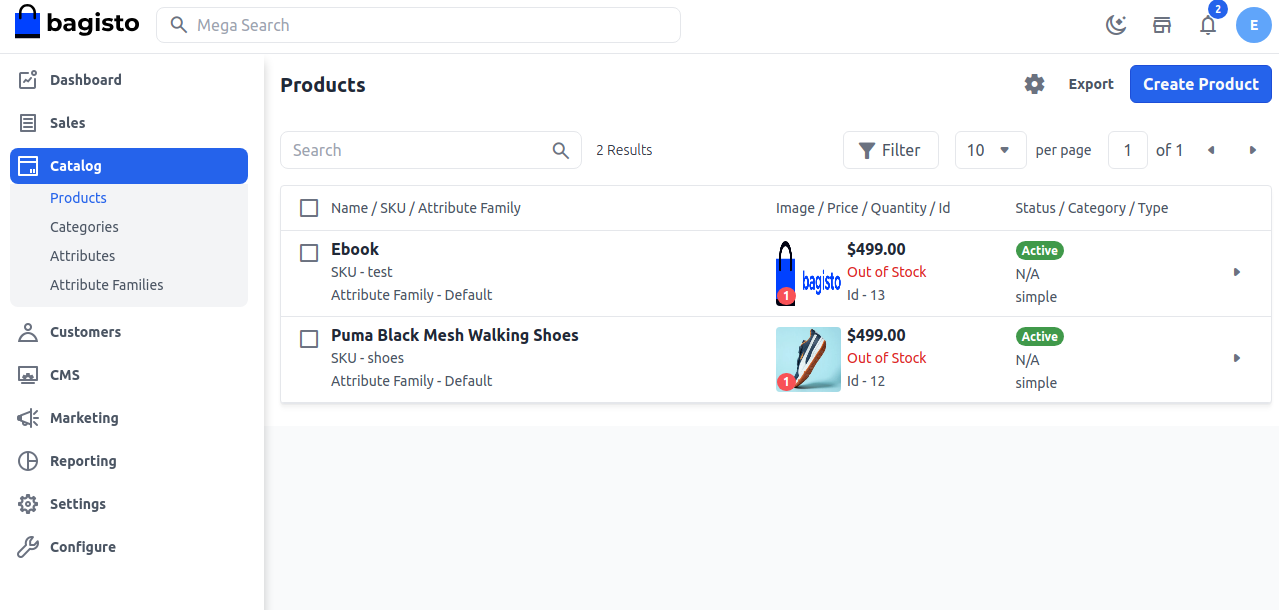 bagisto
Mega Search
2
E
Dashboard
Sales
Catalog
Products
Categories
Attributes
Attribute Families
Customers
CMS
Marketing
Reporting
Settings
Configure
Products
Export
Create Product
Search
2 Results
Filter
10
per page
1
of 1
Name / SKU / Attribute Family
Image / Price / Quantity / Id
Status / Category / Type
Ebook
SKU - test
Attribute Family - Default
bagisto
1
$499.00
Out of Stock
Id - 13
Active
N/A
simple
Puma Black Mesh Walking Shoes
SKU - shoes
Attribute Family - Default
1
$499.00
Out of Stock
Id - 12
Active
N/A
simple